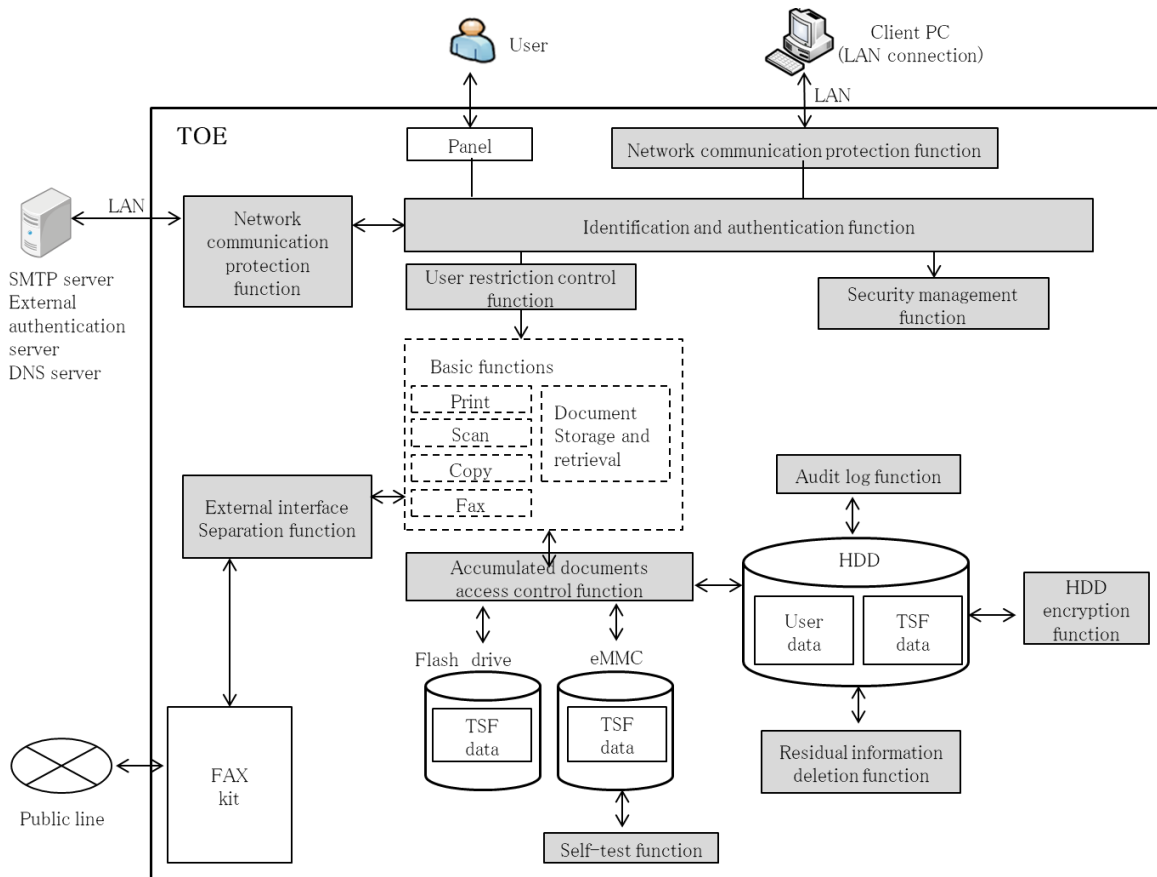 User
Client PC
(LAN connection)
LAN
TOE
Panel
Network communication protection function
LAN
Network
communication
protection
function
Identification and authentication function
SMTP server
External
authentication
server
DNS server
User restriction control
function
Security management
function
Basic functions
Print
Scan
Copy
Fax
Document
Storage and
retrieval
External interface
Separation function
Audit log function
Accumulated documents
access control function
HDD
User
data
TSF
data
HDD
encryption
function
Flash drive
TSF
data
eMMC
TSF
data
Residual information
deletion function
FAX
kit
Public line
Self-test function